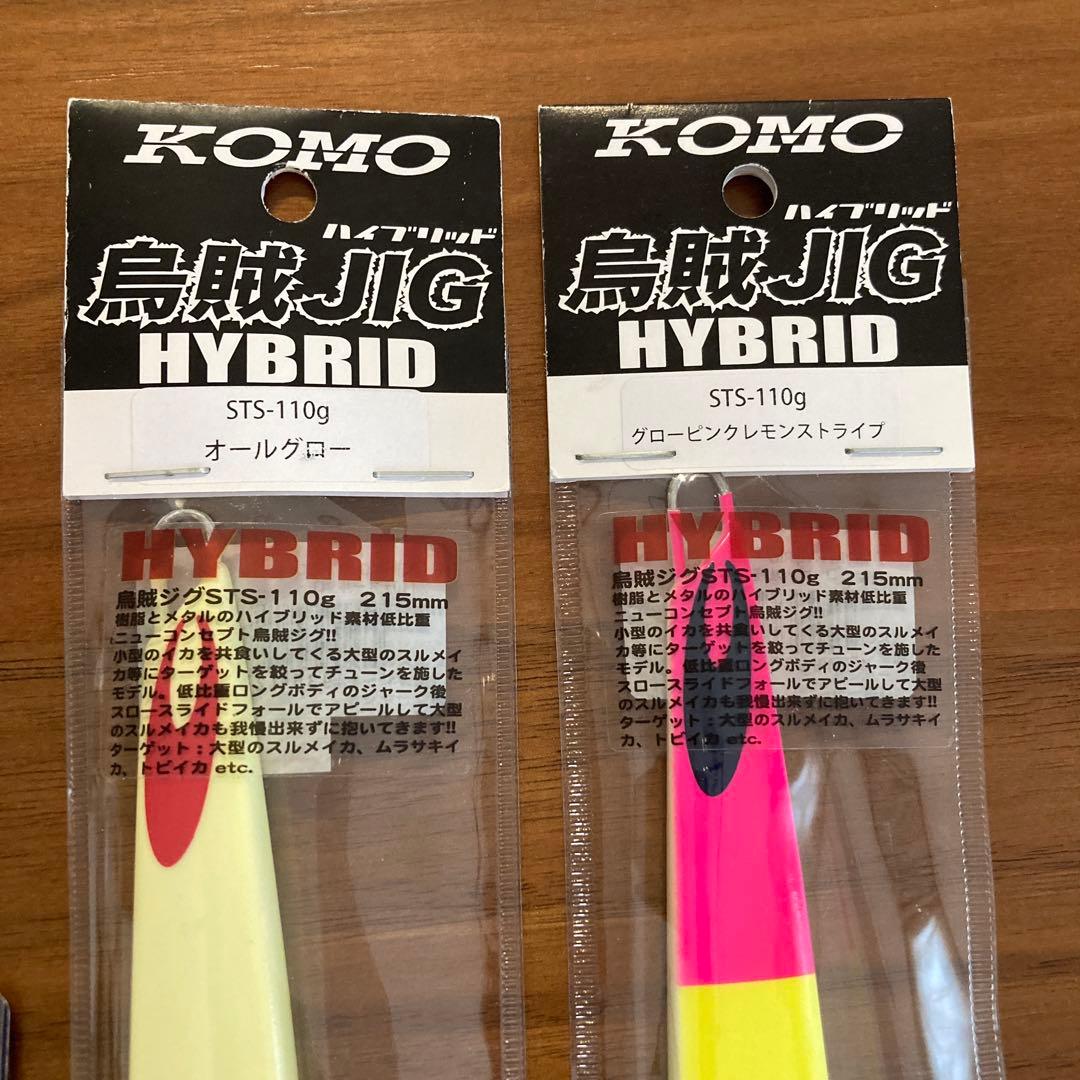 KOMO
ハイブリッド
烏賊JIG
HYBRID
STS-110g
オールグロー
HYBRID
烏賊ジグSTS-110g 215mm
樹脂とメタルのハイブリッド素材低比重
ニューコンセプト烏賊ジグ!!
小型のイカを共食いしてくる大型のスルメイ
カ等にターゲットを絞ってチューンを施した
モデル。低比重ロングボディのジャーク後
スロースライドフォールでアピールして大型
のスルメイカも我慢出来ずに抱いてきます!!
ターゲット：大型のスルメイカ、ムラサキイ
カ、トビイカ etc.
KOMO
ハイブリッド
烏賊JIG
HYBRID
STS-110g
グローピンクレモンストライプ
HYBRID
烏賊ジグSTS-110g 215mm
樹脂とメタルのハイブリッド素材低比重
ニューコンセプト烏賊ジグ!!
小型のイカを共食いしてくる大型のスルメイ
カ等にターゲットを絞ってチューンを施した
モデル。低比重ロングボディのジャーク後
スロースライドフォールでアピールして大型
のスルメイカも我慢出来ずに抱いてきます!!
ターゲット：大型のスルメイカ、ムラサキイ
カ、トビイカ etc.